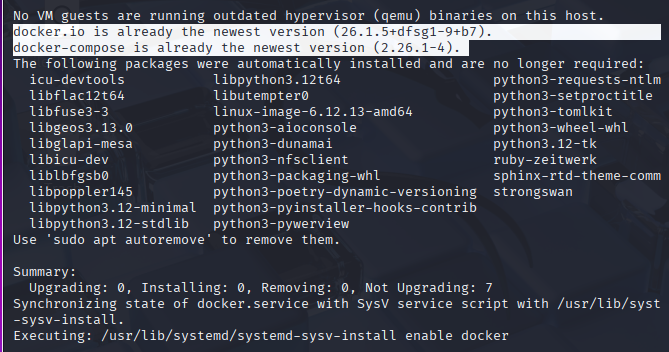 No VM guests are running outdated hypervisor (qemu) binaries on this host.
docker.io is already the newest version (26.1.5+dfsg1-9+b7).
docker-compose is already the newest version (2.26.1-4).
The following packages were automatically installed and are no longer required:
icu-devtools libpython3.12t64 python3-requests-ntlm
libflac12t64 libutempter0 python3-setproctitle
libfuse3-3 linux-image-6.12.13-amd64 python3-tomlkit
libgeos3.13.0 python3-aioconsole python3-wheel-whl
libglapi-mesa python3-dunamai python3.12-tk
libicu-dev python3-nfsclient ruby-zeitwerk
liblbfgsb0 python3-packaging-whl sphinx-rtd-theme-comm
libpoppler145 python3-poetry-dynamic-versioning strongswan
libpython3.12-minimal python3-pyinstaller-hooks-contrib
libpython3.12-stdlib python3-pywerview
Use 'sudo apt autoremove' to remove them.
Summary:
Upgrading: 0, Installing: 0, Removing: 0, Not Upgrading: 7
Synchronizing state of docker.service with SysV service script with /usr/lib/syst
-sysv-install.
Executing: /usr/lib/systemd/systemd-sysv-install enable docker